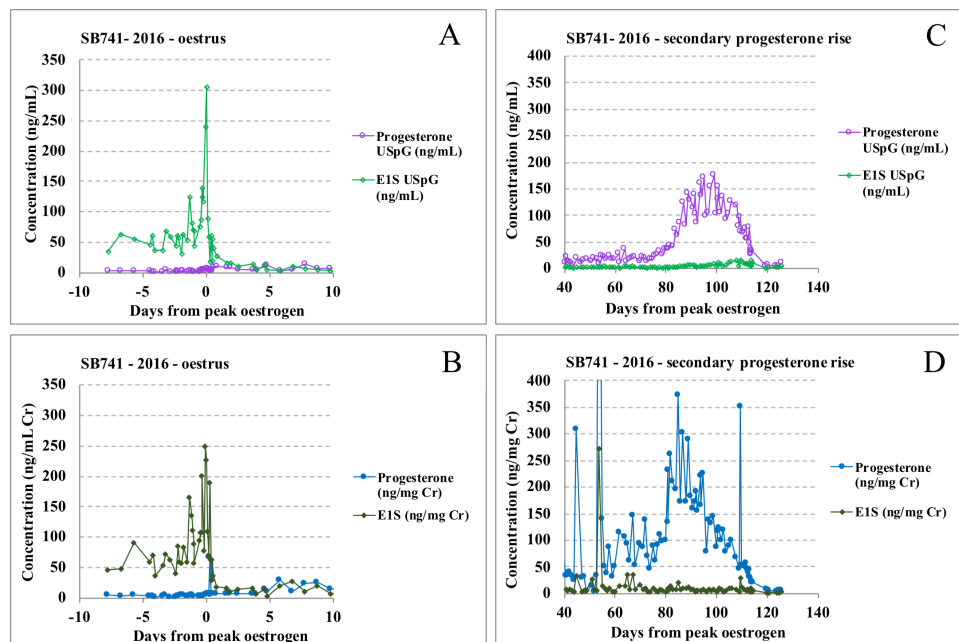 SB741- 2016 - oestrus
A
Concentration (ng/mL)
350
300
250
200
150
100
50
0
-10
-5
0
5
10
Days from peak oestrogen
Progesterone
USpG (ng/mL)
E1S USpG
(ng/mL)
SB741 - 2016 - secondary progesterone rise
C
Concentration (ng/mL)
400
350
300
250
200
150
100
50
0
40
60
80
100
120
140
Days from peak oestrogen
Progesterone
USpG (ng/mL)
E1S USpG
(ng/mL)
SB741 - 2016 - oestrus
B
Concentration (ng/mL Cr)
350
300
250
200
150
100
50
0
-10
-5
0
5
10
Days from peak oestrogen
Progesterone
(ng/mg Cr)
E1S (ng/mg Cr)
SB741 - 2016 - secondary progesterone rise
D
Concentration (ng/mg Cr)
400
350
300
250
200
150
100
50
0
40
60
80
100
120
140
Days from peak oestrogen
Progesterone
(ng/mg Cr)
E1S (ng/mg Cr)